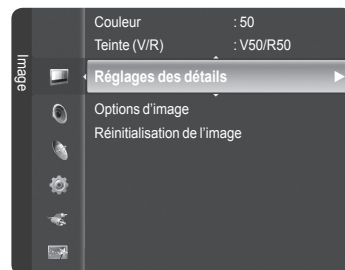 Image
Couleur : 50
Teinte (V/R) : V50/R50
Réglages des détails
Options d'image
Réinitialisation de l'image